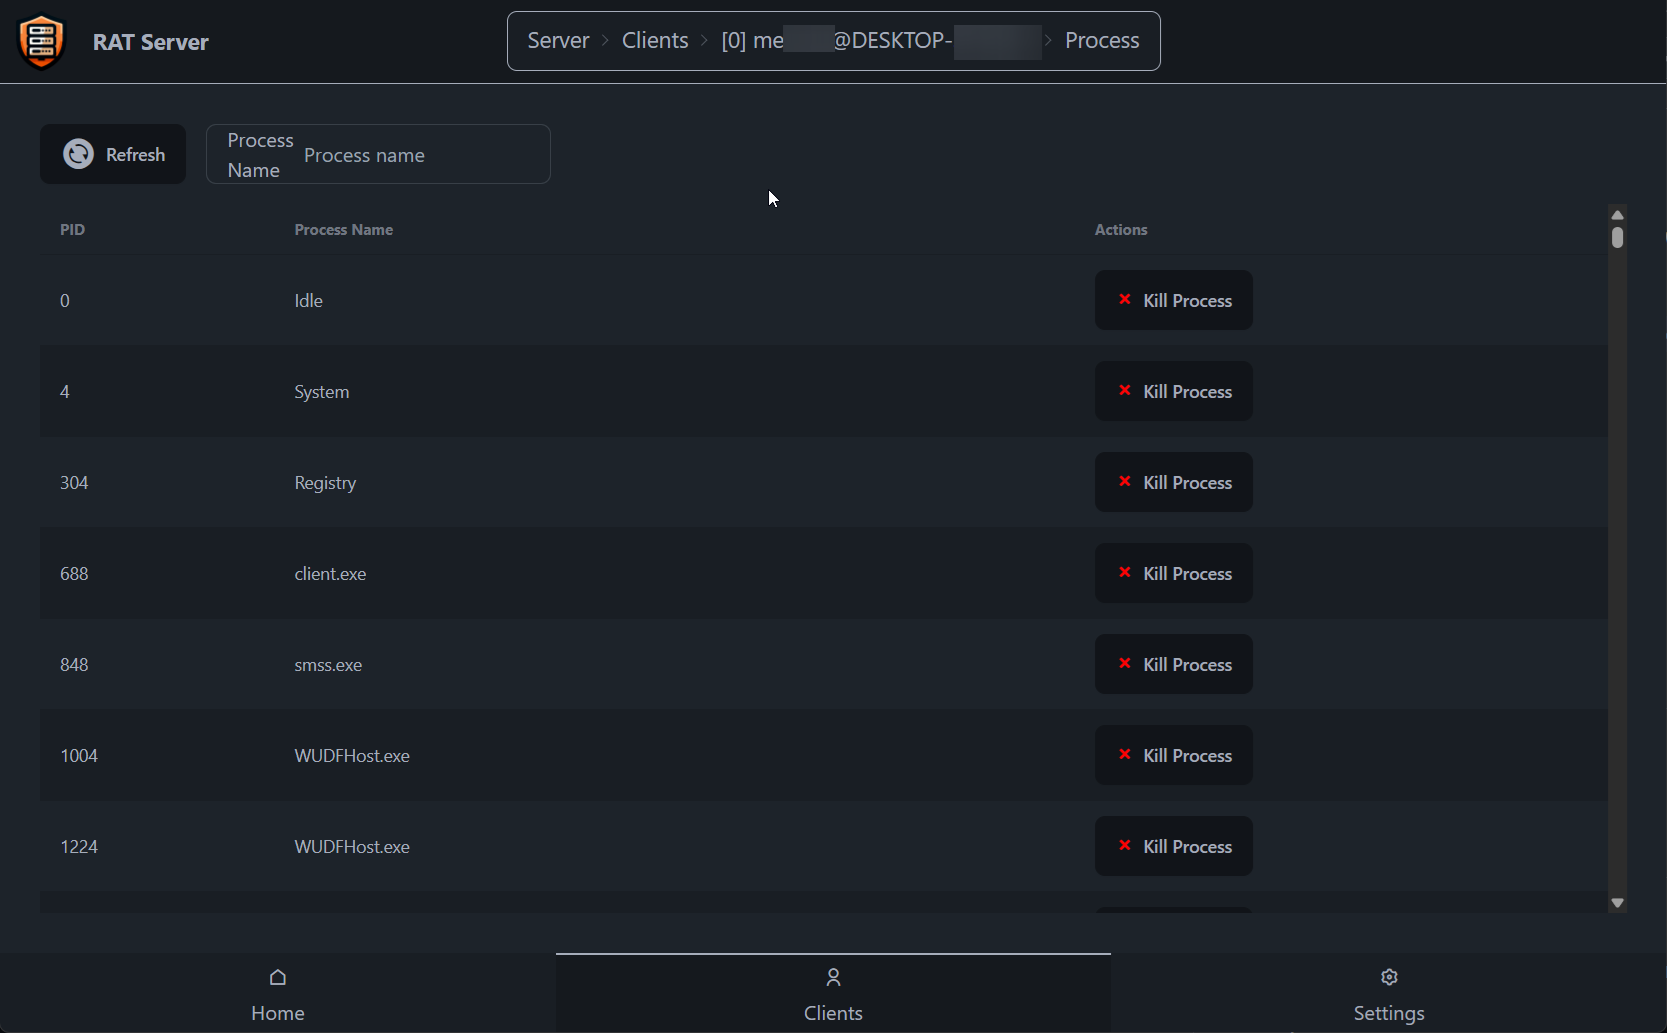 RAT Server
Server > Clients > [0] me @DESKTOP- > Process
Refresh
Process Name
Process name
PID Process Name Actions
0 Idle Kill Process
4 System Kill Process
304 Registry Kill Process
688 client.exe Kill Process
848 smss.exe Kill Process
1004 WUDFHost.exe Kill Process
1224 WUDFHost.exe Kill Process
Home Clients Settings